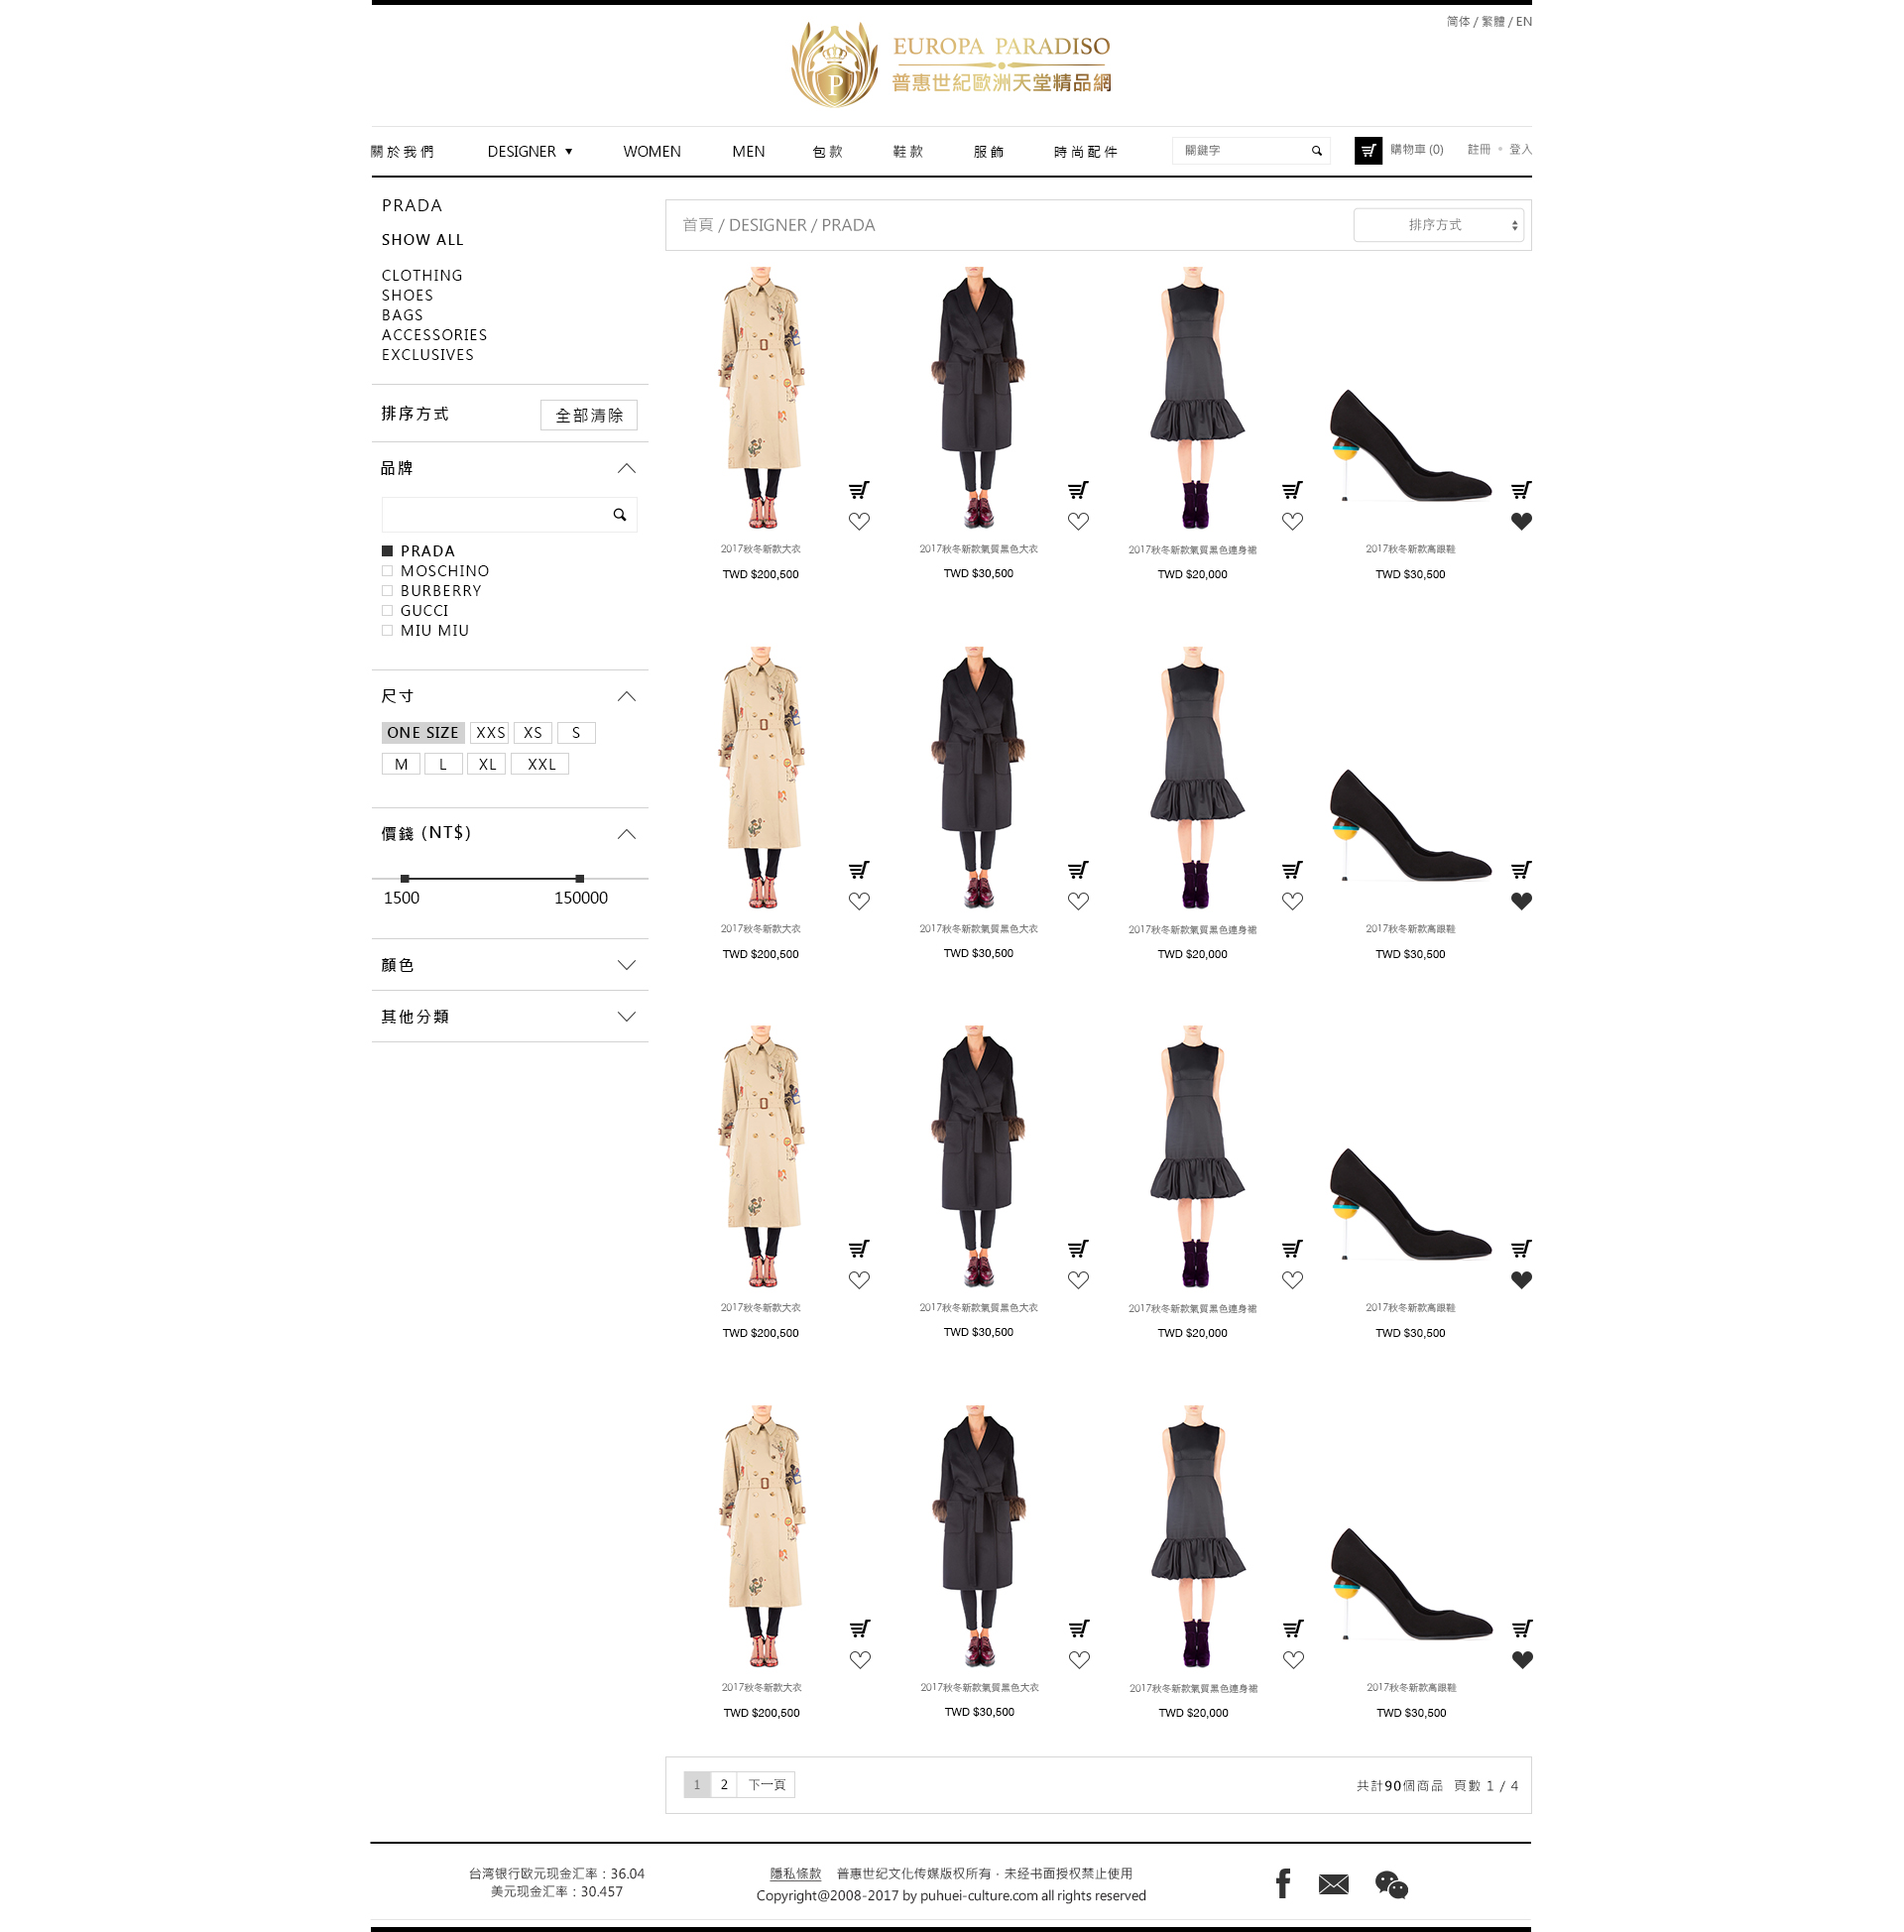 简体 / 繁體 / EN
EUROPA PARADISO
普惠世紀歐洲天堂精品網
P
關於我們 DESIGNER ▼ WOMEN MEN 包款 鞋款 服飾 時尚配件 關鍵字 購物車 (0) 註冊 • 登入
PRADA
SHOW ALL
CLOTHING
SHOES
BAGS
ACCESSORIES
EXCLUSIVES
排序方式 全部清除
品牌
PRADA
MOSCHINO
BURBERRY
GUCCI
MIU MIU
尺寸
ONE SIZE XXS XS S
M L XL XXL
價錢 (NT$)
1500 150000
顏色
其他分類
首頁 / DESIGNER / PRADA 排序方式
2017秋冬新款大衣 2017秋冬新款氣質黑色大衣 2017秋冬新款氣質黑色連身裙 2017秋冬新款高跟鞋
TWD $200,500 TWD $30,500 TWD $20,000 TWD $30,500
2017秋冬新款大衣 2017秋冬新款氣質黑色大衣 2017秋冬新款氣質黑色連身裙 2017秋冬新款高跟鞋
TWD $200,500 TWD $30,500 TWD $20,000 TWD $30,500
2017秋冬新款大衣 2017秋冬新款氣質黑色大衣 2017秋冬新款氣質黑色連身裙 2017秋冬新款高跟鞋
TWD $200,500 TWD $30,500 TWD $20,000 TWD $30,500
2017秋冬新款大衣 2017秋冬新款氣質黑色大衣 2017秋冬新款氣質黑色連身裙 2017秋冬新款高跟鞋
TWD $200,500 TWD $30,500 TWD $20,000 TWD $30,500
1 2 下一頁 共計90個商品 頁數 1 / 4
台湾银行欧元现金汇率：36.04
美元现金汇率：30.457
隱私條款 普惠世纪文化传媒版权所有．未经书面授权禁止使用
Copyright@2008-2017 by puhuei-culture.com all rights reserved